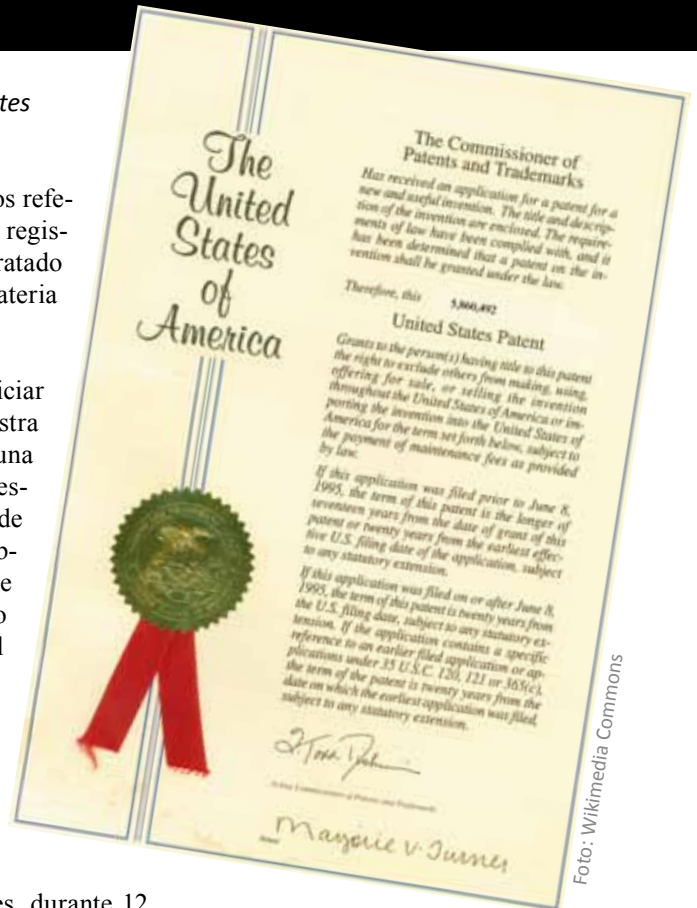 tes
os refe-
regis-
ratado
ateria
iciar
stra
una
es-
de
b-
e
o
l
es, durante 12
The
United
States
of
America
The Commissioner of
Patents and Trademarks
Has received an application for a patent for a
new and useful invention. The title and descrip-
tion of the invention are enclosed. The require-
ments of law have been complied with, and it
has been determined that a patent on the in-
vention shall be granted under the law.
Therefore, this 5,860,492
United States Patent
Grants to the person(s) having title to this patent
the right to exclude others from making, using,
offering for sale, or selling the invention
throughout the United States of America or im-
porting the invention into the United States of
America for the term set forth below, subject to
the payment of maintenance fees as provided
by law.
If this application was filed prior to June 8,
1995, the term of this patent is the longer of
seventeen years from the date of grant of this
patent or twenty years from the earliest effec-
tive U.S. filing date of the application, subject
to any statutory extension.
If this application was filed on or after June 8,
1995, the term of this patent is twenty years from
the U.S. filing date, subject to any statutory ex-
tension. If the application contains a specific
reference to an earlier filed application or ap-
plications under 35 U.S.C. 120, 121 or 365(c),
the term of the patent is twenty years from the
date on which the earliest application was filed,
subject to any statutory extension.
Acting Commissioner of Patents and Trademarks
Marjorie V. Turner
Foto: Wikimedia Commons